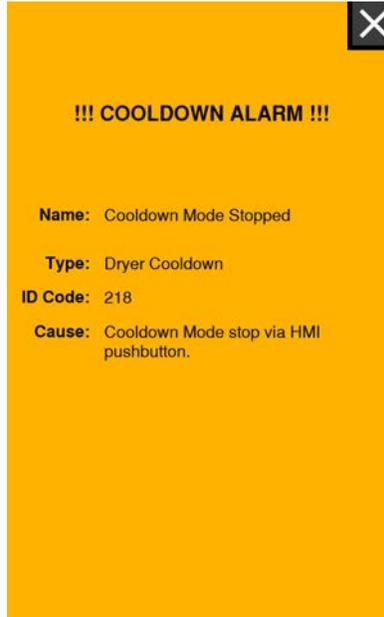 !!! COOLDOWN ALARM !!!
Name: Cooldown Mode Stopped
Type: Dryer Cooldown
ID Code: 218
Cause: Cooldown Mode stop via HMI
pushbutton.